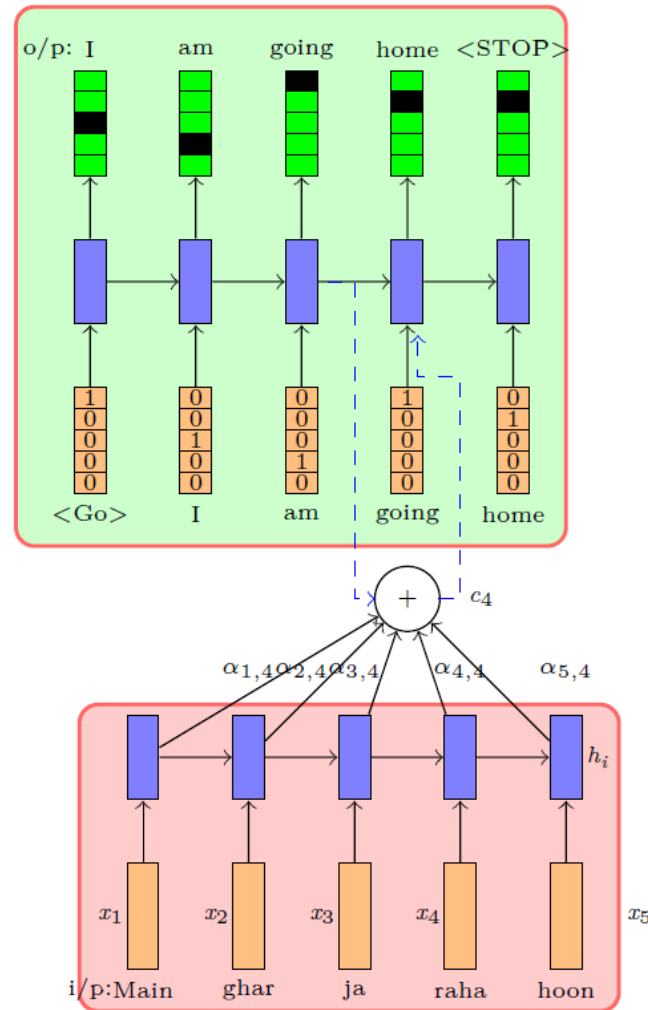 o/p: I am going home <STOP>
1 0 0 1 0
0 0 0 0 1
0 1 0 0 0
0 0 1 0 0
0 0 0 0 0
<Go> I am going home
+ c₄
α₁,₄ α₂,₄ α₃,₄ α₄,₄ α₅,₄
hᵢ
x₁ x₂ x₃ x₄ x₅
i/p: Main ghar ja raha hoon